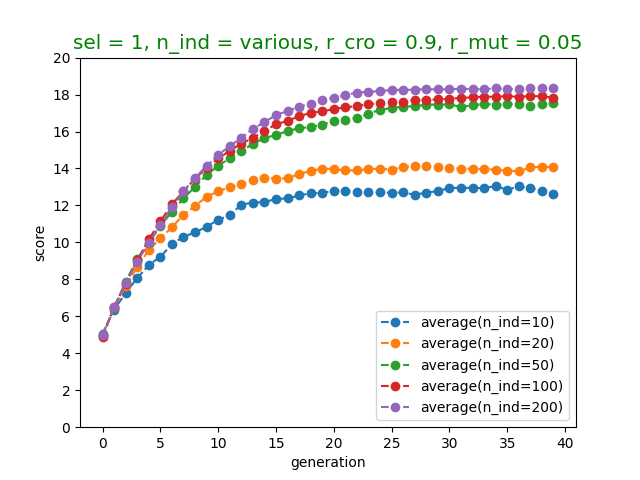 sel = 1, n_ind = various, r_cro = 0.9, r_mut = 0.05
20
18
16
14
12
10
8
6
4
2
0
score
average(n_ind=10)
average(n_ind=20)
average(n_ind=50)
average(n_ind=100)
average(n_ind=200)
0 5 10 15 20 25 30 35 40
generation